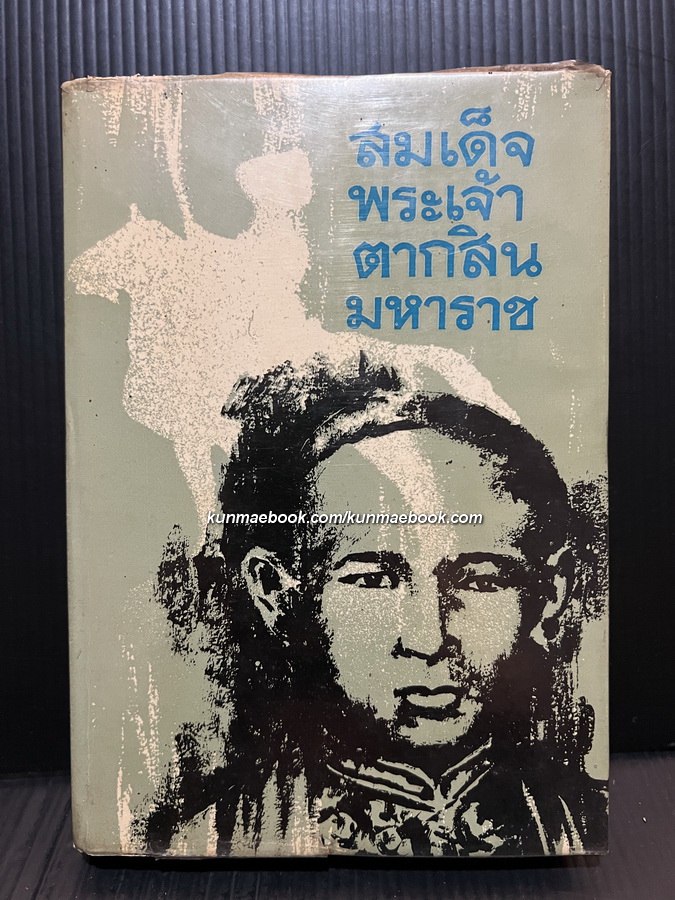 สมเด็จ
พระเจ้า
ตากสิน
มหาราช
kunmaebook.com/kunmaebook.com